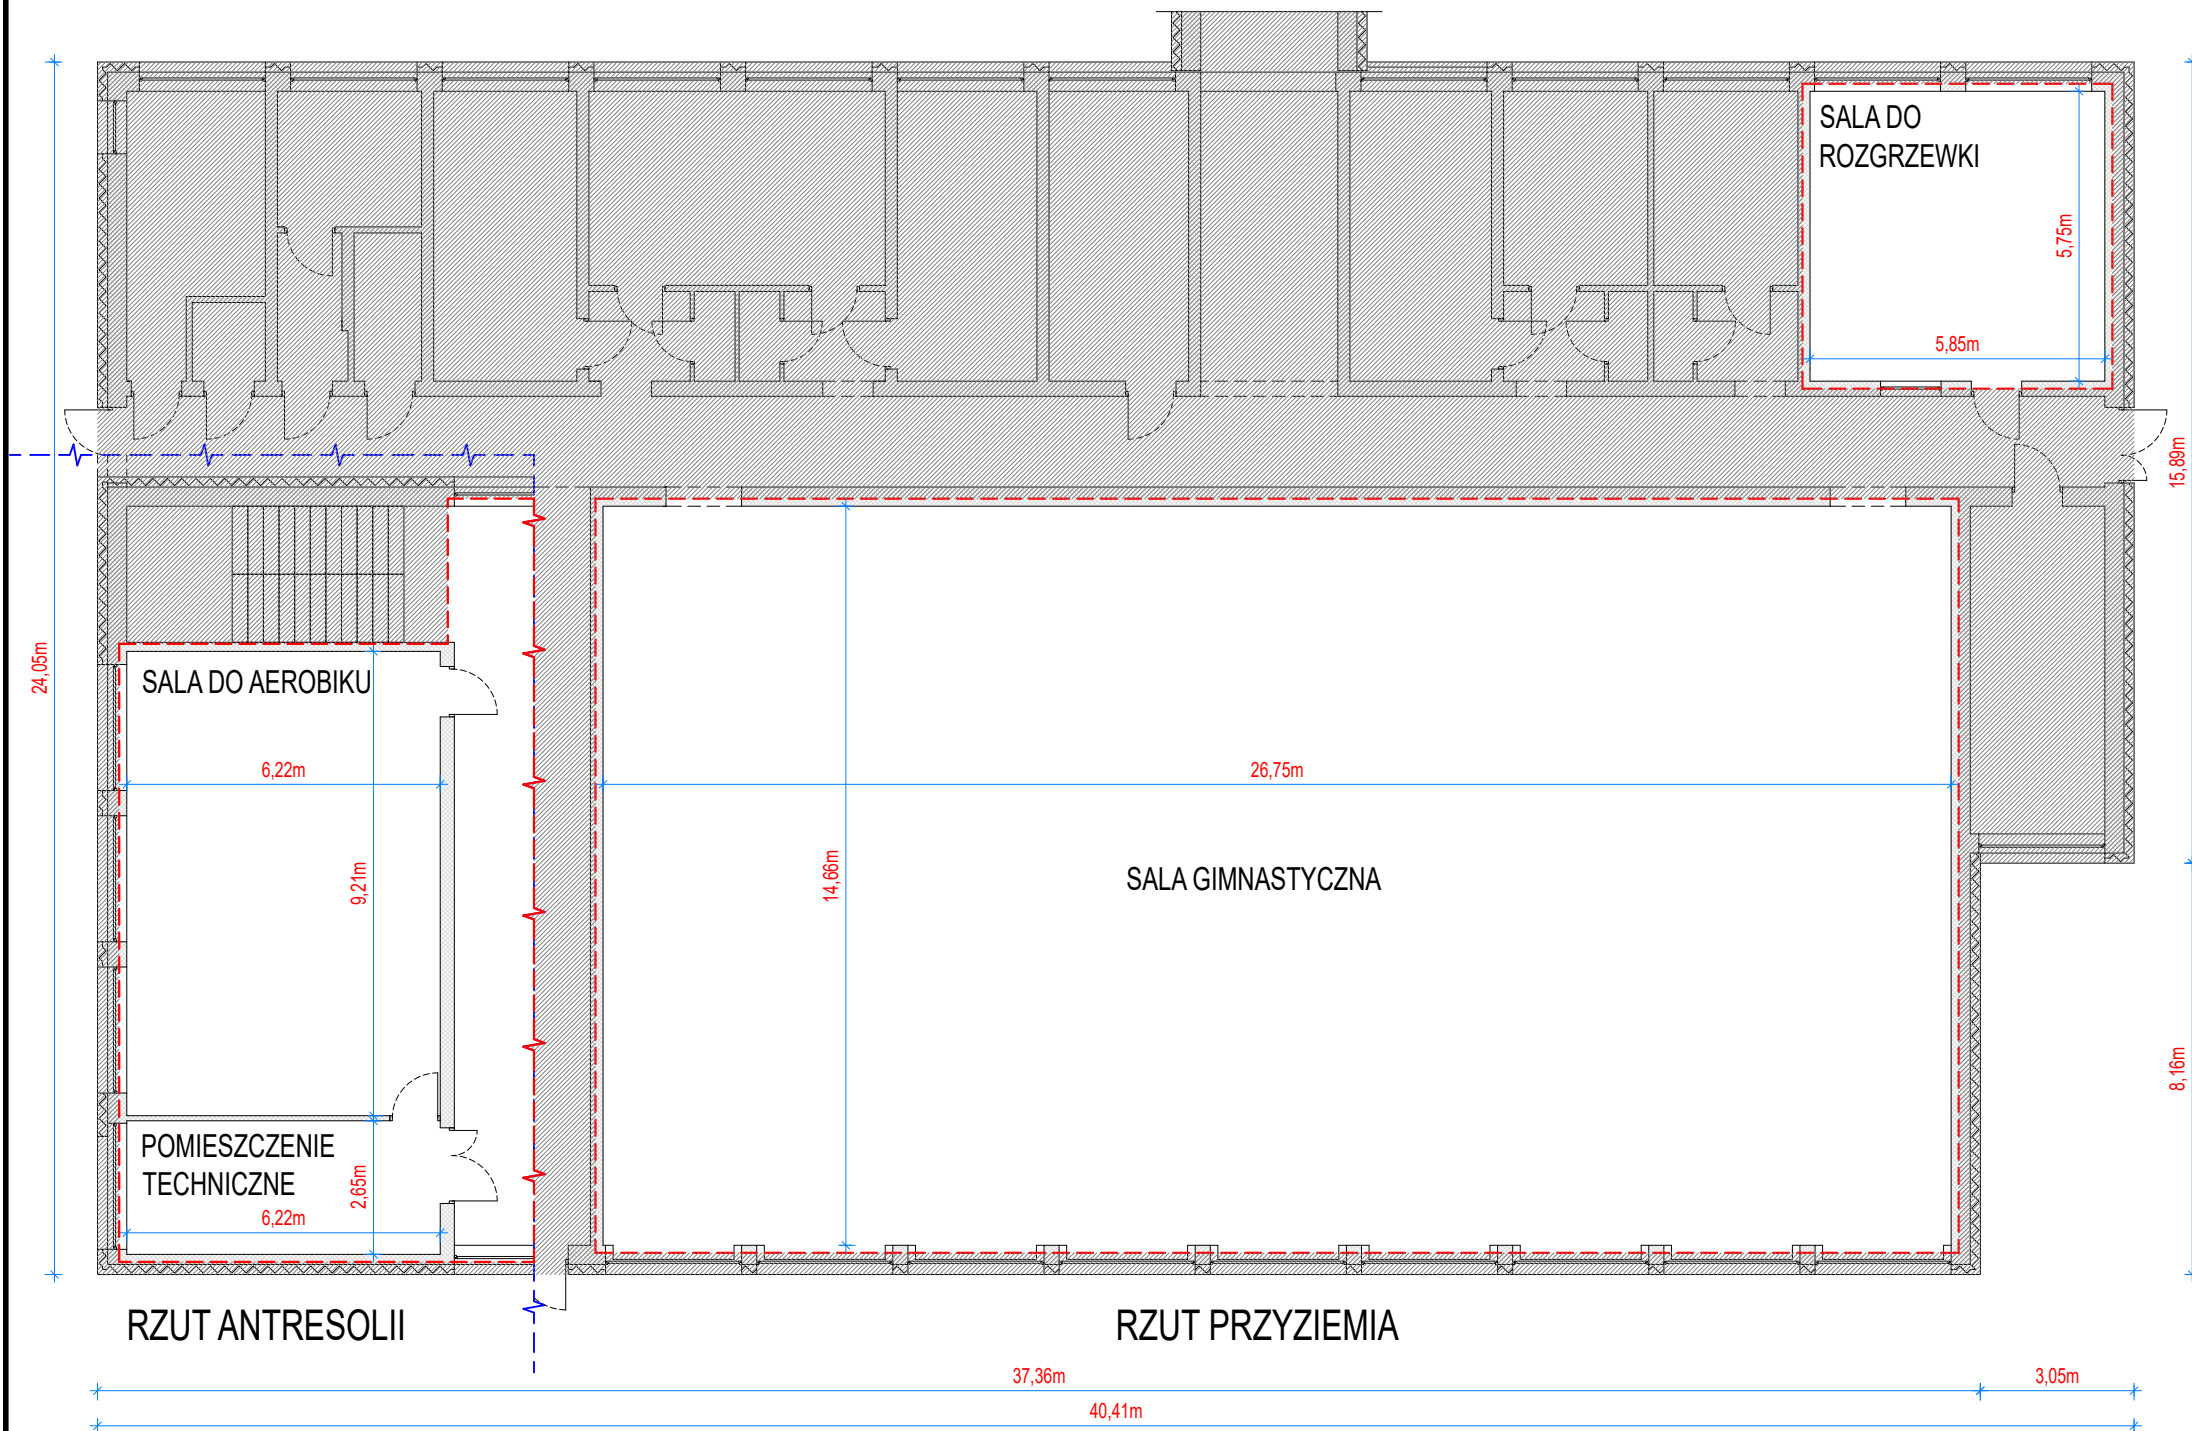 SALA DO
ROZGRZEWKI
5,75m
5,85m
15,89m
24,05m
SALA DO AEROBIKU
6,22m
26,75m
9,21m
14,66m
SALA GIMNASTYCZNA
8,16m
POMIESZCZENIE
TECHNICZNE
2,65m
6,22m
RZUT ANTRESOLII
RZUT PRZYZIEMIA
37,36m
3,05m
40,41m